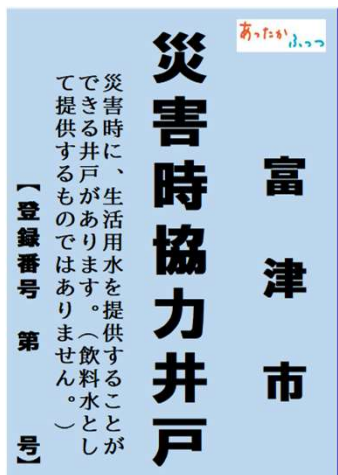 あったか
ふっつ
富津市
災害時協力井戸
災害時に、生活用水を提供することが
できる井戸があります。（飲料水とし
て提供するものではありません。）
【登録番号　第　　号】